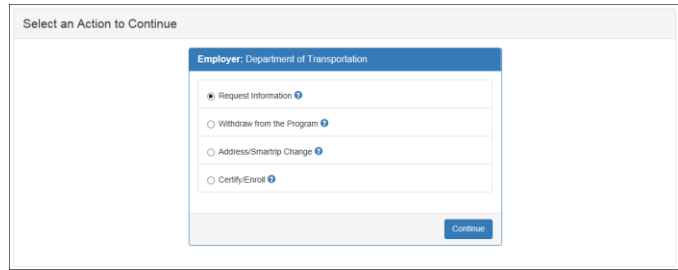 Select an Action to Continue
Employer: Department of Transportation
Request Information
Withdraw from the Program
Address/Smartrip Change
Certify/Enroll
Continue